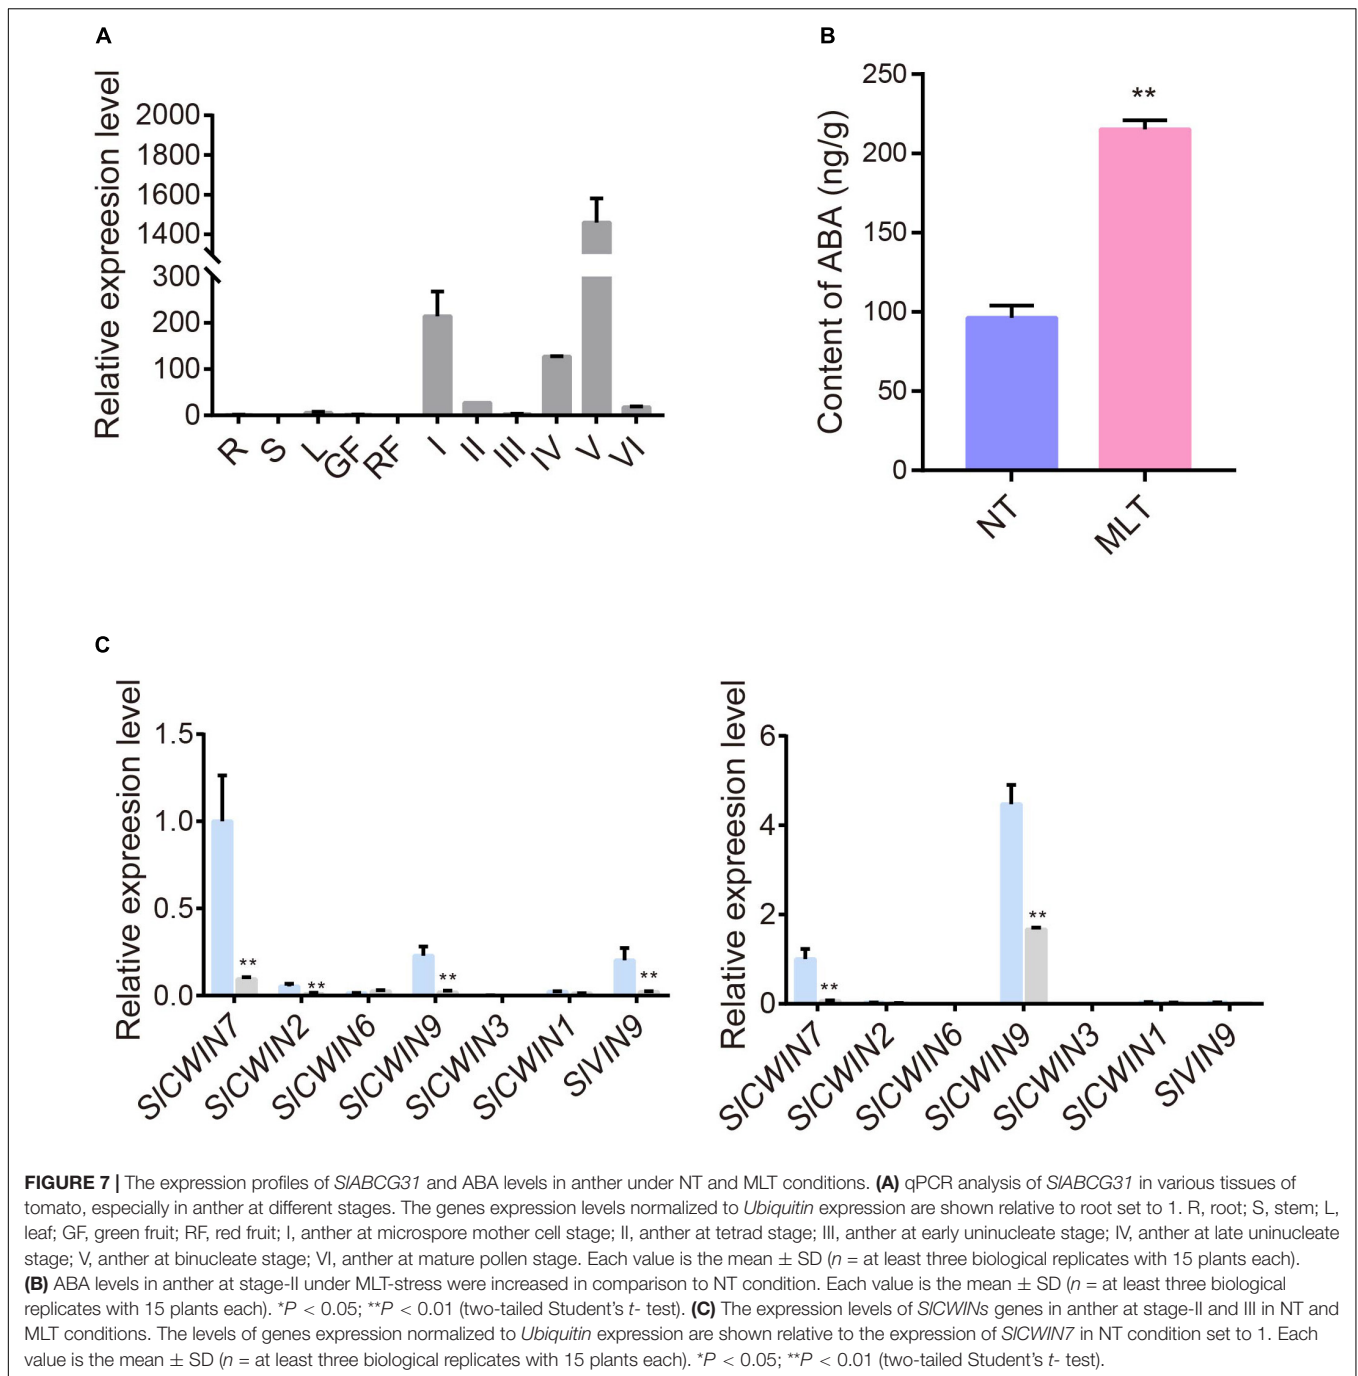 A
Relative expreesion level
2000
1800
1600
1400
300
200
100
0
R
S
L
GF
RF
I
II
III
IV
V
VI
B
Content of ABA (ng/g)
250
200
150
100
50
0
**
NT
MLT
C
Relative expreesion level
1.5
1.0
0.5
0.0
**
**
**
**
SlCWIN7
SlCWIN2
SlCWIN6
SlCWIN9
SlCWIN3
SlCWIN1
SlVIN9
Relative expreesion level
6
4
2
0
**
**
SlCWIN7
SlCWIN2
SlCWIN6
SlCWIN9
SlCWIN3
SlCWIN1
SlVIN9
FIGURE 7 | The expression profiles of SlABCG31 and ABA levels in anther under NT and MLT conditions. (A) qPCR analysis of SlABCG31 in various tissues of
tomato, especially in anther at different stages. The genes expression levels normalized to Ubiquitin expression are shown relative to root set to 1. R, root; S, stem; L,
leaf; GF, green fruit; RF, red fruit; I, anther at microspore mother cell stage; II, anther at tetrad stage; III, anther at early uninucleate stage; IV, anther at late uninucleate
stage; V, anther at binucleate stage; VI, anther at mature pollen stage. Each value is the mean ± SD (n = at least three biological replicates with 15 plants each).
(B) ABA levels in anther at stage-II under MLT-stress were increased in comparison to NT condition. Each value is the mean ± SD (n = at least three biological
replicates with 15 plants each). *P < 0.05; **P < 0.01 (two-tailed Student's t- test). (C) The expression levels of SlCWINs genes in anther at stage-II and III in NT and
MLT conditions. The levels of genes expression normalized to Ubiquitin expression are shown relative to the expression of SlCWIN7 in NT condition set to 1. Each
value is the mean ± SD (n = at least three biological replicates with 15 plants each). *P < 0.05; **P < 0.01 (two-tailed Student's t- test).